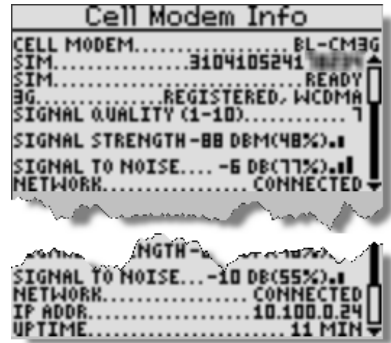 Cell Modem Info
CELL MODEM...............BL-CM3G
SIM...................3104105241
SIM........................READY
3G............REGISTERED, WCDMA
SIGNAL QUALITY (1-10)..........7
SIGNAL STRENGTH-88 DBM(48%)
SIGNAL TO NOISE.... -6 DB(77%)
NETWORK...............CONNECTED
NGTH-
SIGNAL TO NOISE...-10 DB(55%)
NETWORK...............CONNECTED
IP ADDR..............10.100.0.24
UPTIME...................11 MIN